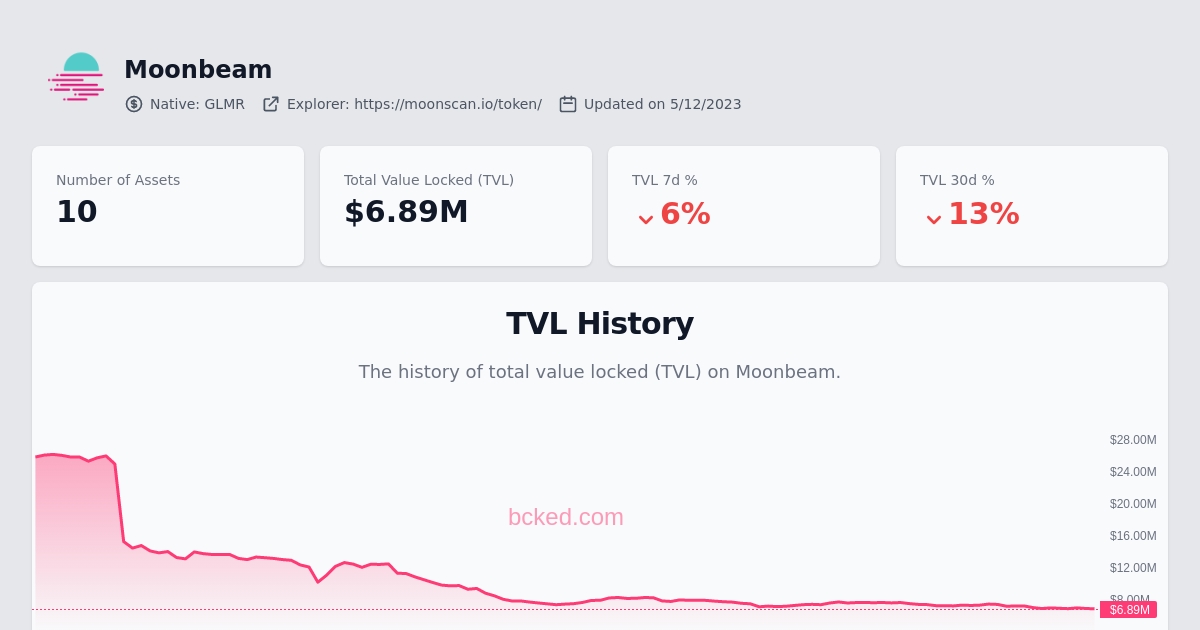 Moonbeam
Native: GLMR Explorer: https://moonscan.io/token/ Updated on 5/12/2023
Number of Assets
10
Total Value Locked (TVL)
$6.89M
TVL 7d %
6%
TVL 30d %
13%
TVL History
The history of total value locked (TVL) on Moonbeam.
$28.00M
$24.00M
$20.00M
bcked.com
$16.00M
$12.00M
$8.00M
$6.89M